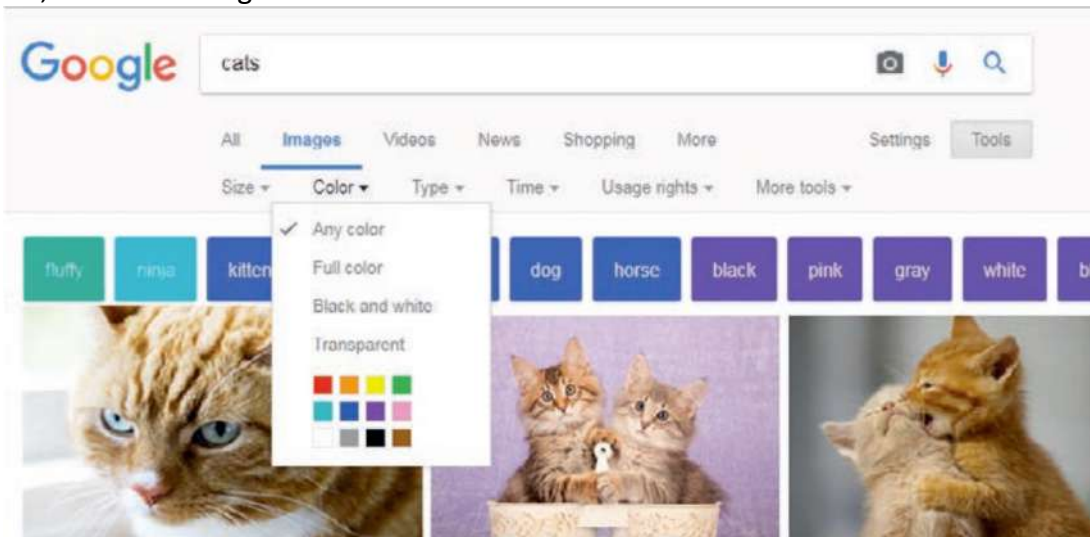 Google cats
All Images Videos News Shopping More Settings Tools
Size Color Type Time Usage rights More tools
Any color
Full color
Black and white
Transparent
fluffy ninja kitten dog horse black pink gray white